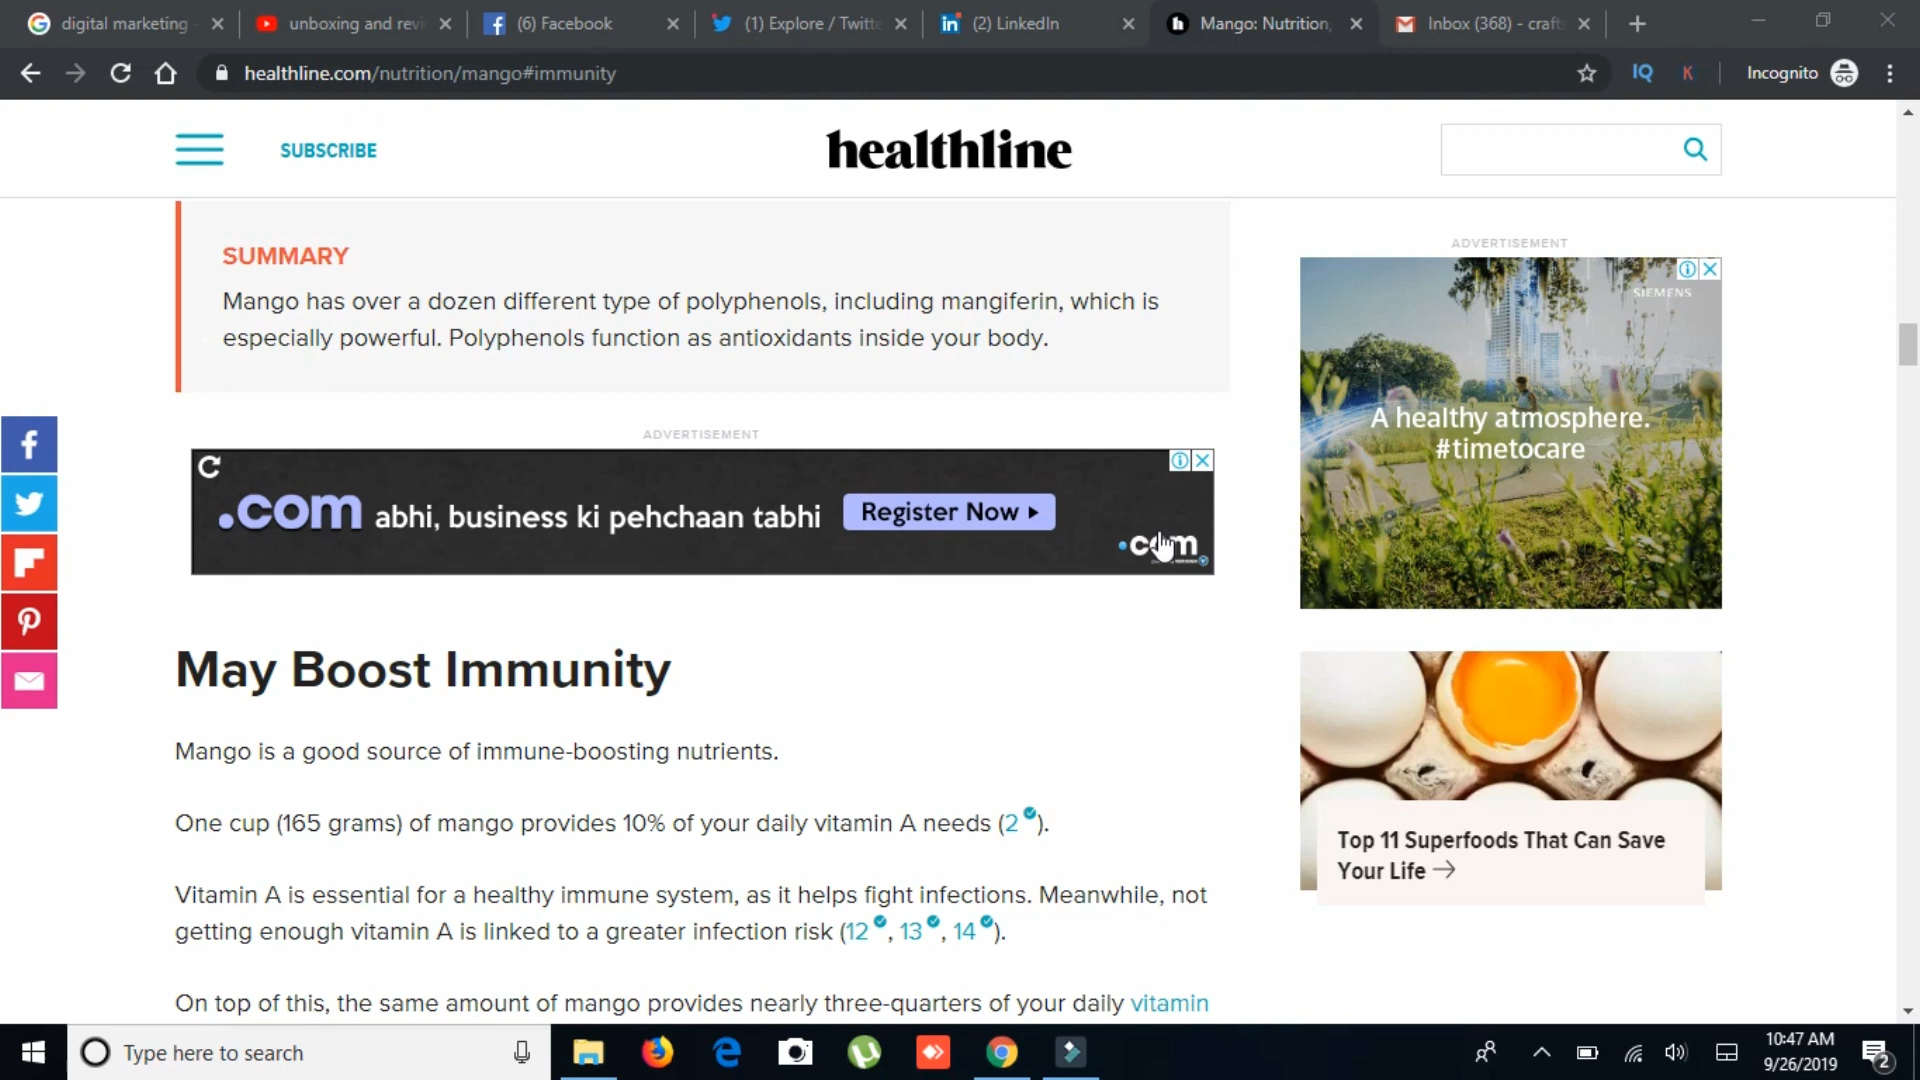 digital marketing
unboxing and revi
(6) Facebook
(1) Explore / Twitte
(2) LinkedIn
Mango: Nutrition,
Inbox (368) - craft
healthline.com/nutrition/mango#immunity
IQ
K
Incognito
SUBSCRIBE
healthline
SUMMARY
Mango has over a dozen different type of polyphenols, including mangiferin, which is
especially powerful. Polyphenols function as antioxidants inside your body.
ADVERTISEMENT
.com abhi, business ki pehchaan tabhi Register Now
.com
May Boost Immunity
Mango is a good source of immune-boosting nutrients.
One cup (165 grams) of mango provides 10% of your daily vitamin A needs (2).
Vitamin A is essential for a healthy immune system, as it helps fight infections. Meanwhile, not
getting enough vitamin A is linked to a greater infection risk (12, 13, 14).
On top of this, the same amount of mango provides nearly three-quarters of your daily vitamin
ADVERTISEMENT
SIEMENS
A healthy atmosphere.
#timetocare
Top 11 Superfoods That Can Save
Your Life →
Type here to search
10:47 AM
9/26/2019
2